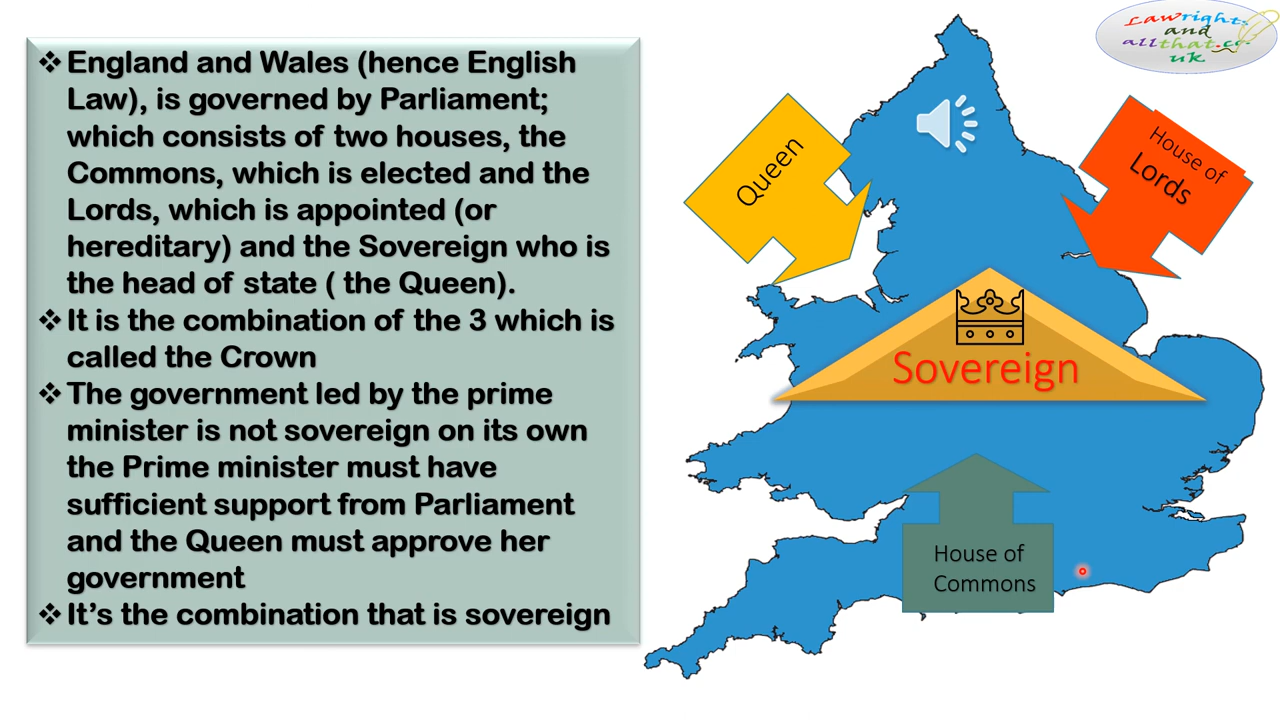 ❖ England and Wales (hence English
Law), is governed by Parliament;
which consists of two houses, the
Commons, which is elected and the
Lords, which is appointed (or
hereditary) and the Sovereign who is
the head of state ( the Queen).
❖ It is the combination of the 3 which is
called the Crown
❖ The government led by the prime
minister is not sovereign on its own
the Prime minister must have
sufficient support from Parliament
and the Queen must approve her
government
❖ It’s the combination that is sovereign
Lawrights
and
allthat.co.
uk
Queen
House of
Lords
Sovereign
House of
Commons